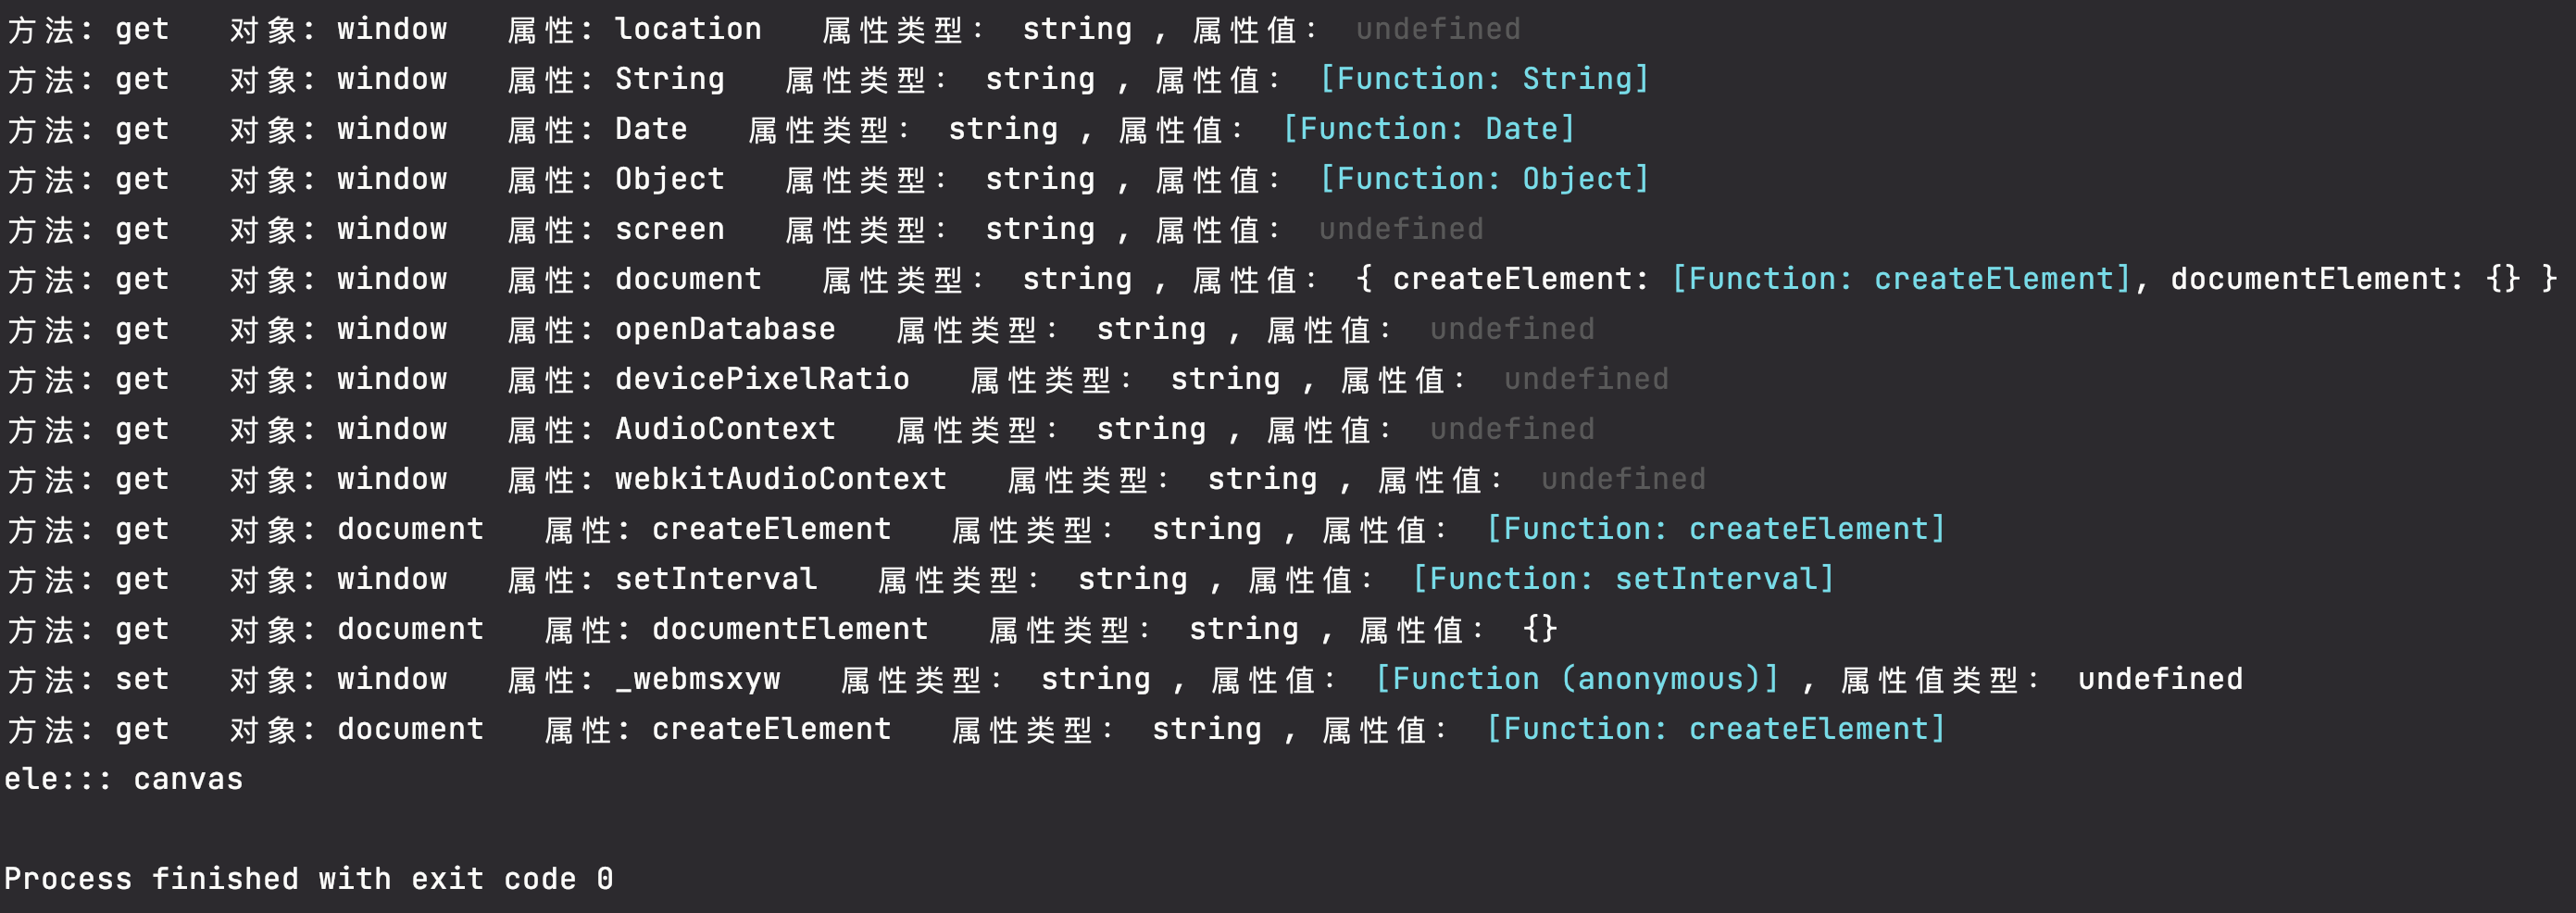 方法: get   对象: window   属性: location   属性类型:  string , 属性值:  undefined
方法: get   对象: window   属性: String   属性类型:  string , 属性值:  [Function: String]
方法: get   对象: window   属性: Date   属性类型:  string , 属性值:  [Function: Date]
方法: get   对象: window   属性: Object   属性类型:  string , 属性值:  [Function: Object]
方法: get   对象: window   属性: screen   属性类型:  string , 属性值:  undefined
方法: get   对象: window   属性: document   属性类型:  string , 属性值:  { createElement: [Function: createElement], documentElement: {} }
方法: get   对象: window   属性: openDatabase   属性类型:  string , 属性值:  undefined
方法: get   对象: window   属性: devicePixelRatio   属性类型:  string , 属性值:  undefined
方法: get   对象: window   属性: AudioContext   属性类型:  string , 属性值:  undefined
方法: get   对象: window   属性: webkitAudioContext   属性类型:  string , 属性值:  undefined
方法: get   对象: document   属性: createElement   属性类型:  string , 属性值:  [Function: createElement]
方法: get   对象: window   属性: setInterval   属性类型:  string , 属性值:  [Function: setInterval]
方法: get   对象: document   属性: documentElement   属性类型:  string , 属性值:  {}
方法: set   对象: window   属性: _webmsxyw   属性类型:  string , 属性值:  [Function (anonymous)] , 属性值类型:  undefined
方法: get   对象: document   属性: createElement   属性类型:  string , 属性值:  [Function: createElement]
ele::: canvas
Process finished with exit code 0